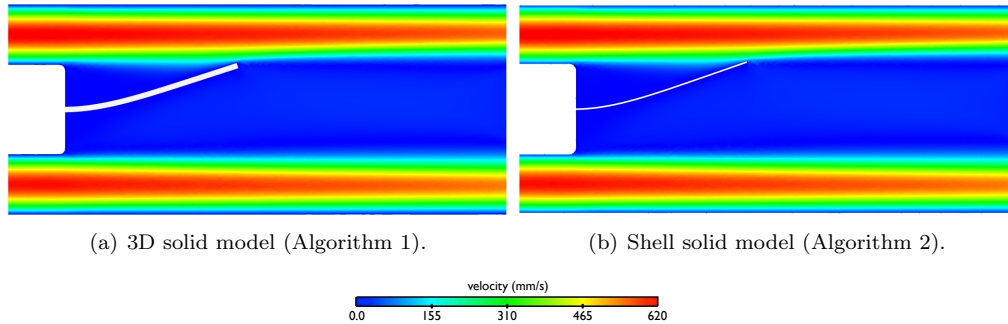 (a) 3D solid model (Algorithm 1).
(b) Shell solid model (Algorithm 2).
velocity (mm/s)
0.0 155 310 465 620